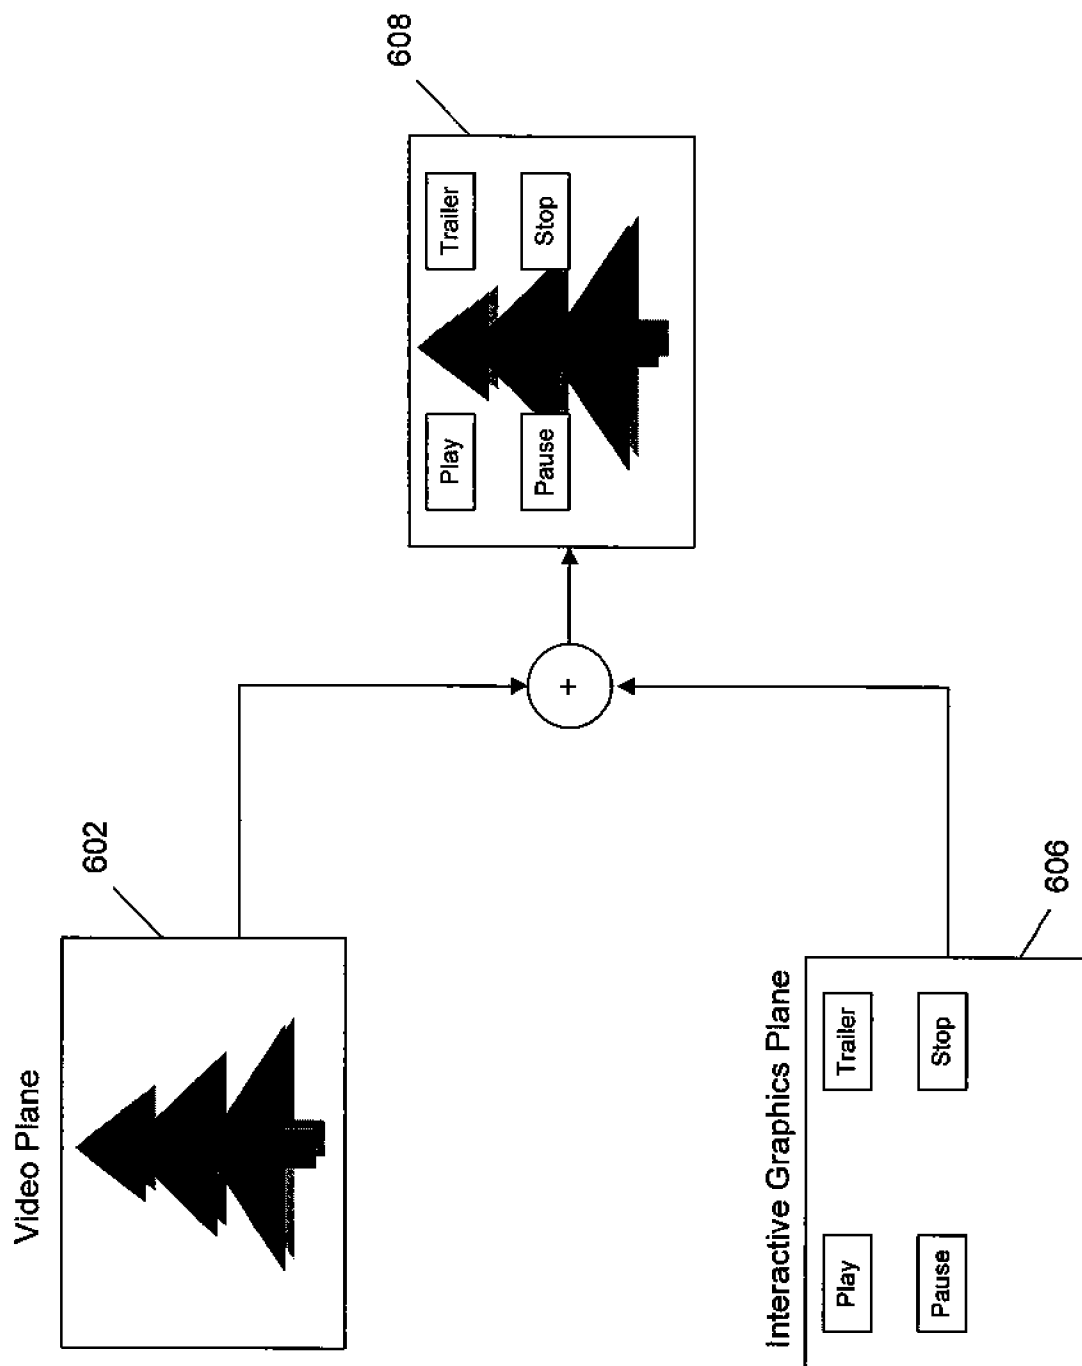 Video Plane
602
Interactive Graphics Plane
Play
Trailer
Pause
Stop
606
+
Play
Trailer
Pause
Stop
608